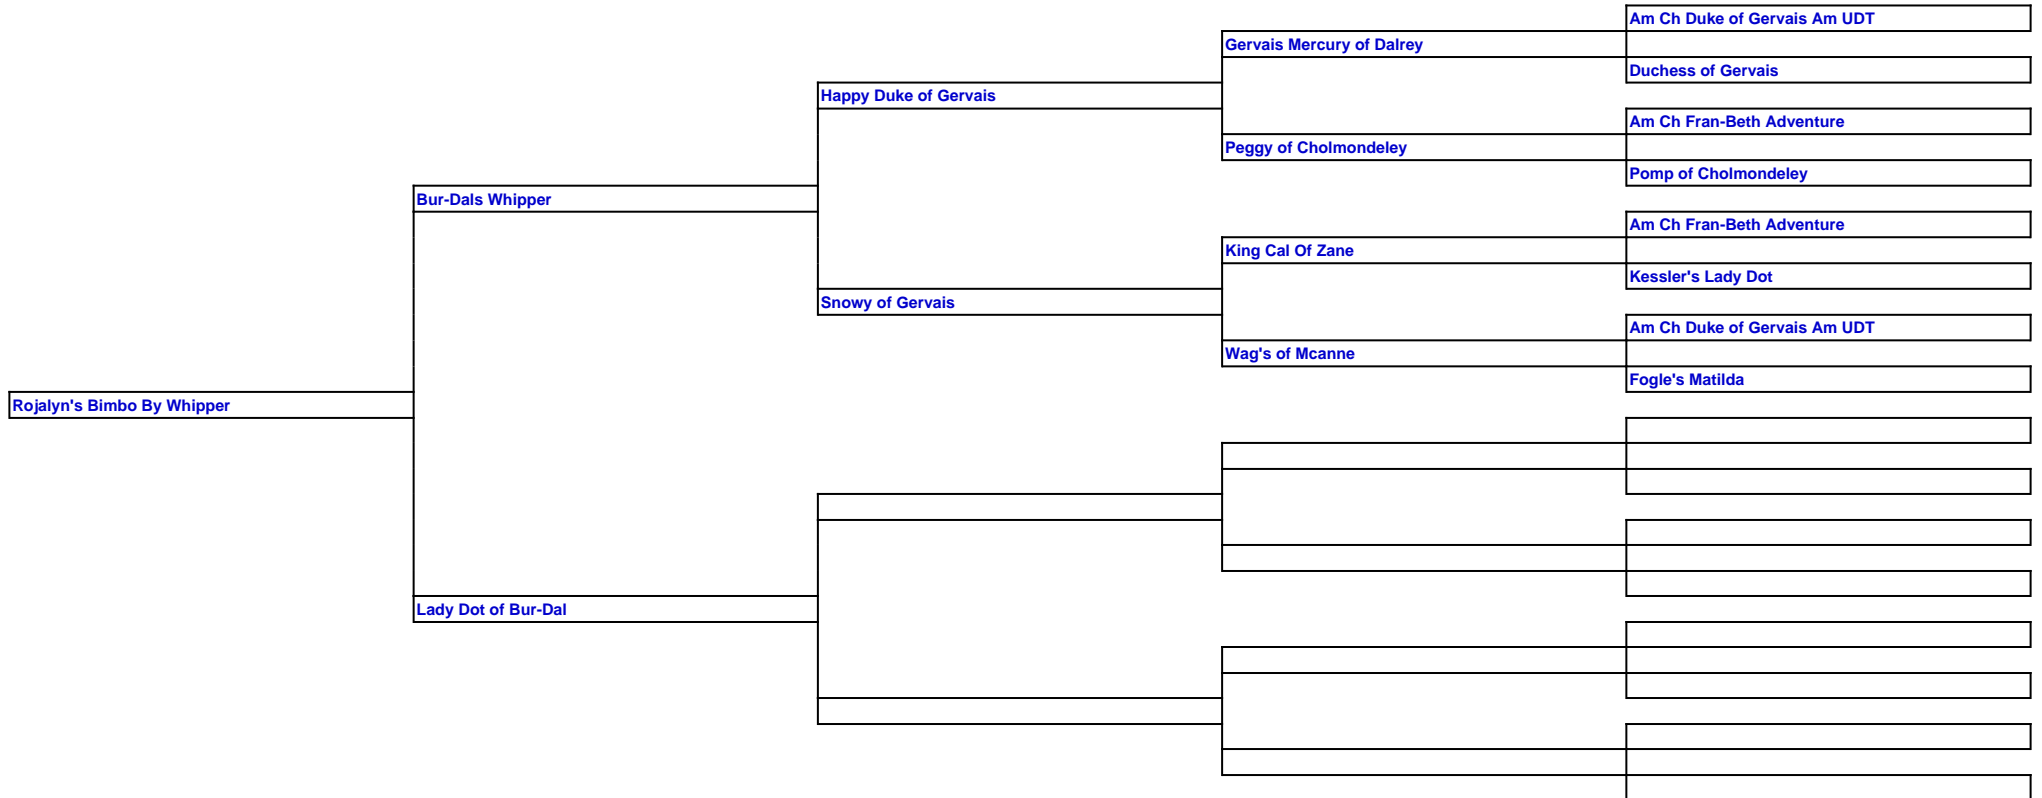 Am Ch Duke of Gervais Am UDT
Gervais Mercury of Dalrey
Duchess of Gervais
Happy Duke of Gervais
Am Ch Fran-Beth Adventure
Peggy of Cholmondeley
Pomp of Cholmondeley
Bur-Dals Whipper
Am Ch Fran-Beth Adventure
King Cal Of Zane
Kessler's Lady Dot
Snowy of Gervais
Am Ch Duke of Gervais Am UDT
Wag's of Mcanne
Fogle's Matilda
Rojalyn's Bimbo By Whipper
Lady Dot of Bur-Dal